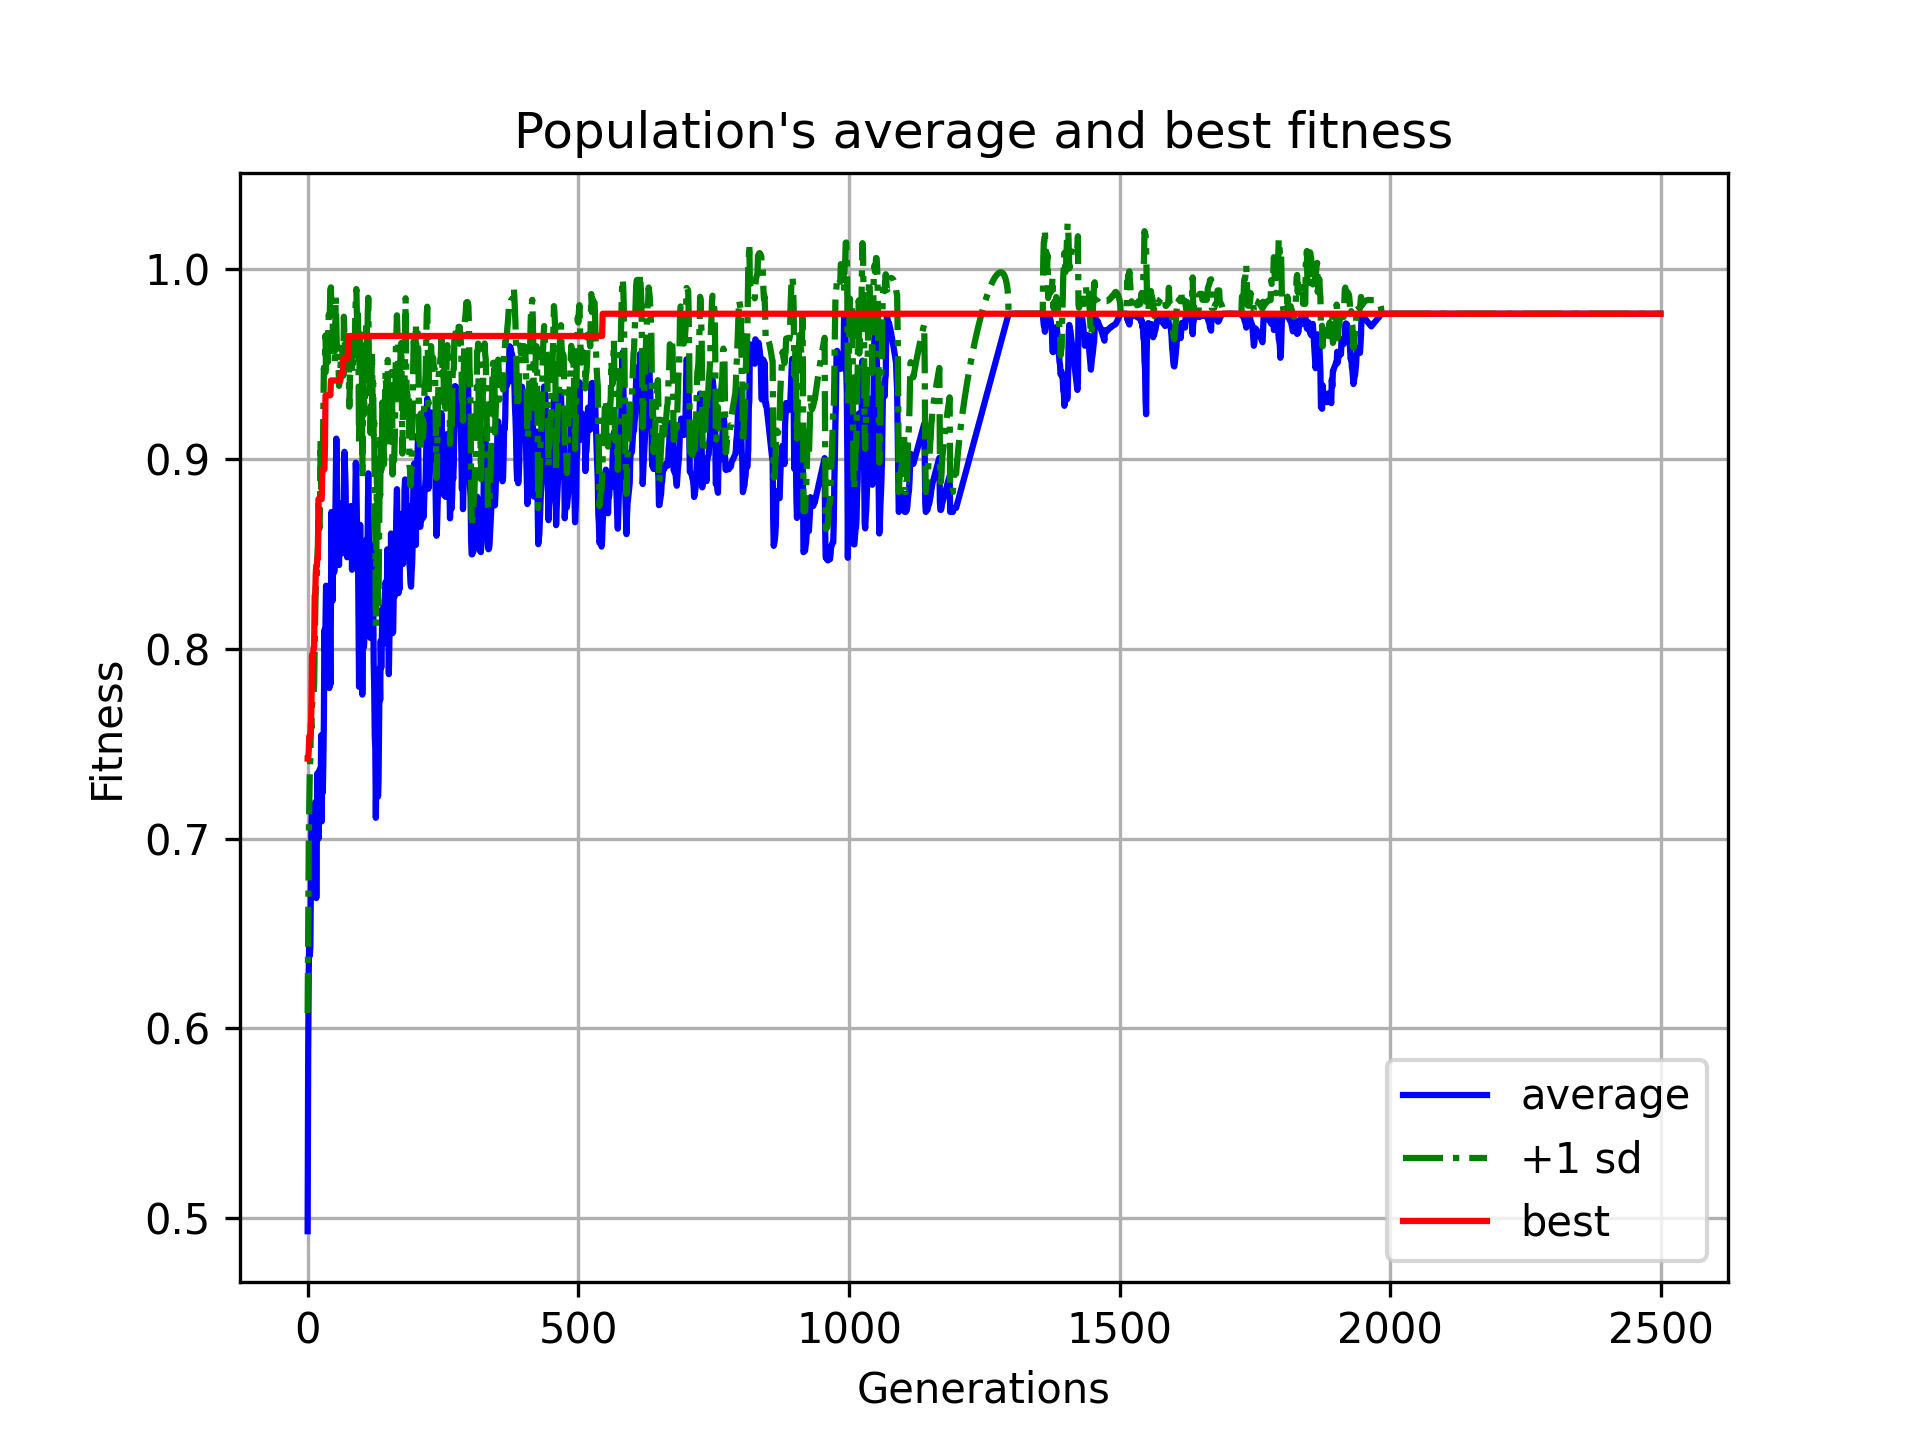 Population's average and best fitness
Fitness
1.0
0.9
0.8
0.7
0.6
0.5
0
500
1000
1500
2000
2500
Generations
average
+1 sd
best